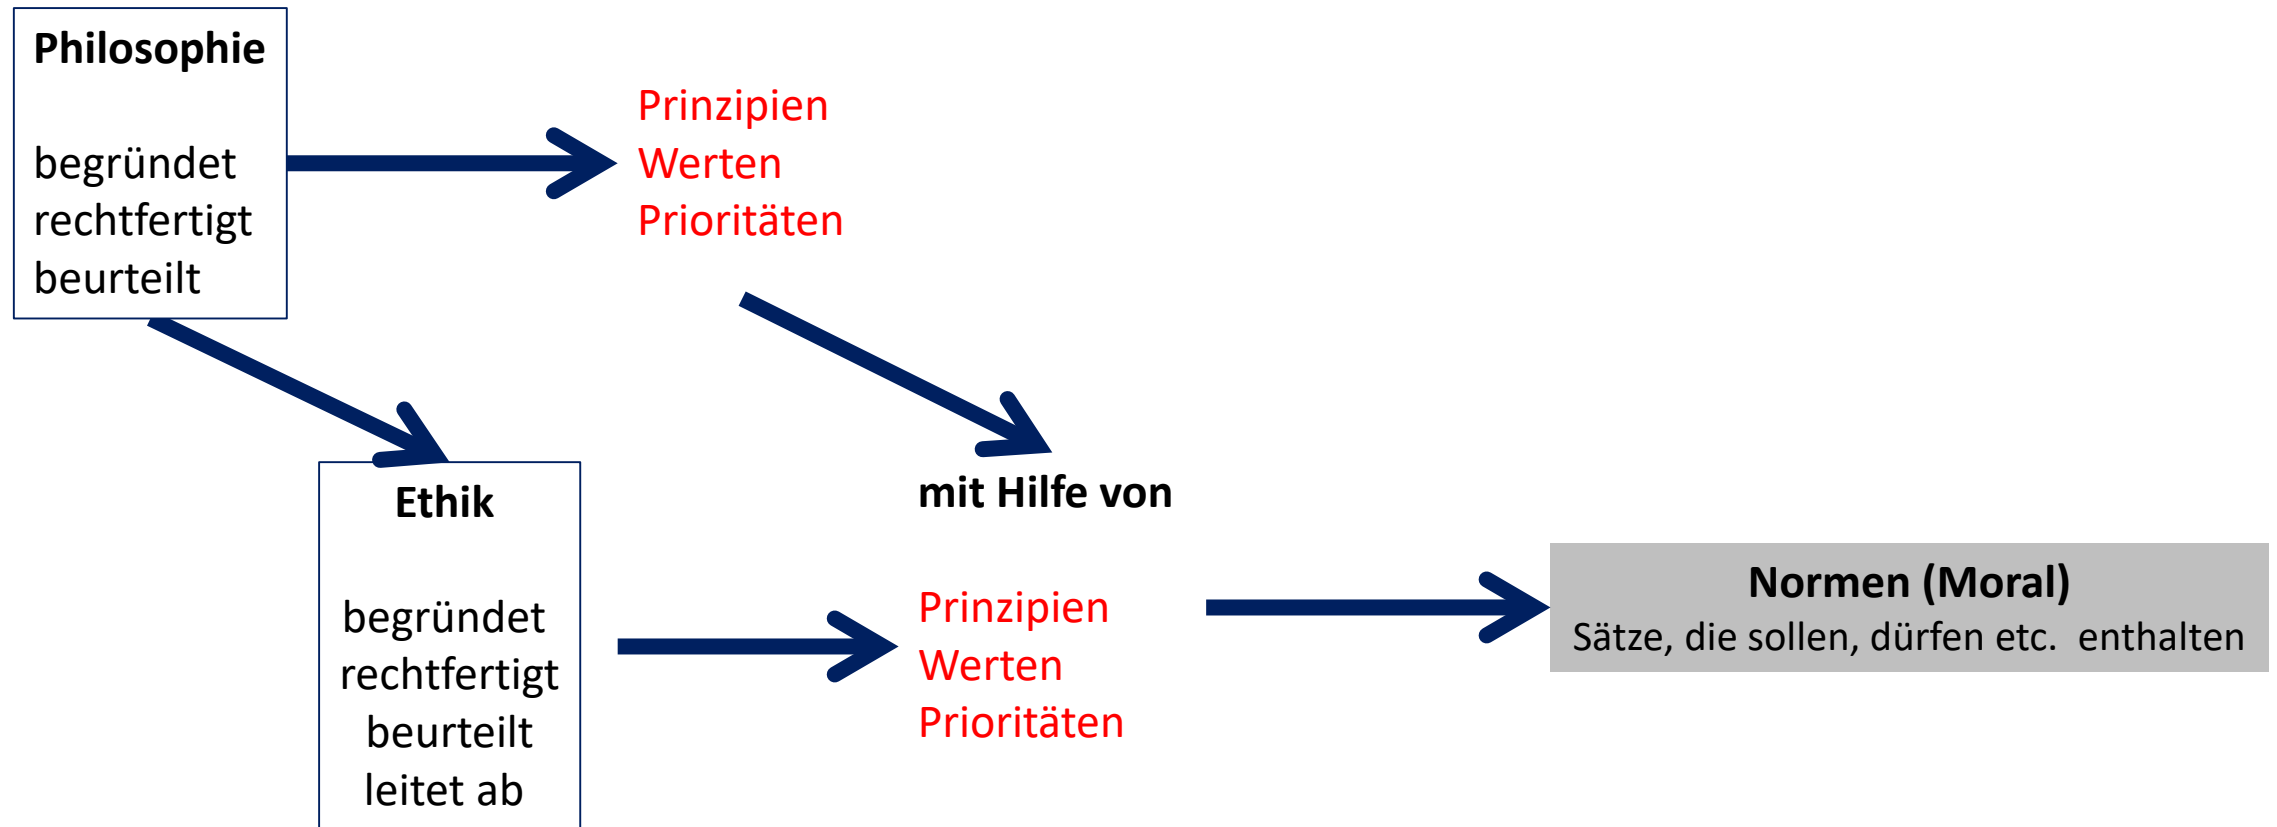 Philosophie
begründet
rechtfertigt
beurteilt
Prinzipien
Werten
Prioritäten
Ethik
begründet
rechtfertigt
beurteilt
leitet ab
mit Hilfe von
Prinzipien
Werten
Prioritäten
Normen (Moral)
Sätze, die sollen, dürfen etc.  enthalten